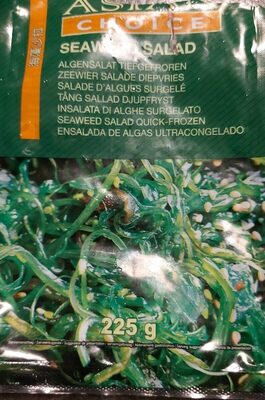 CHOICE
SEAWEED SALAD
ALGENSALAT TIEFGEFROREN
ZEEWIER SALADE DIEPVRIES
SALADE D'ALGUES SURGELÉ
TÅNG SALLAD DJUPFRYST
INSALATA DI ALGHE SURGELATO
SEAWEED SALAD QUICK-FROZEN
ENSALADA DE ALGAS ULTRACONGELADO
225 g